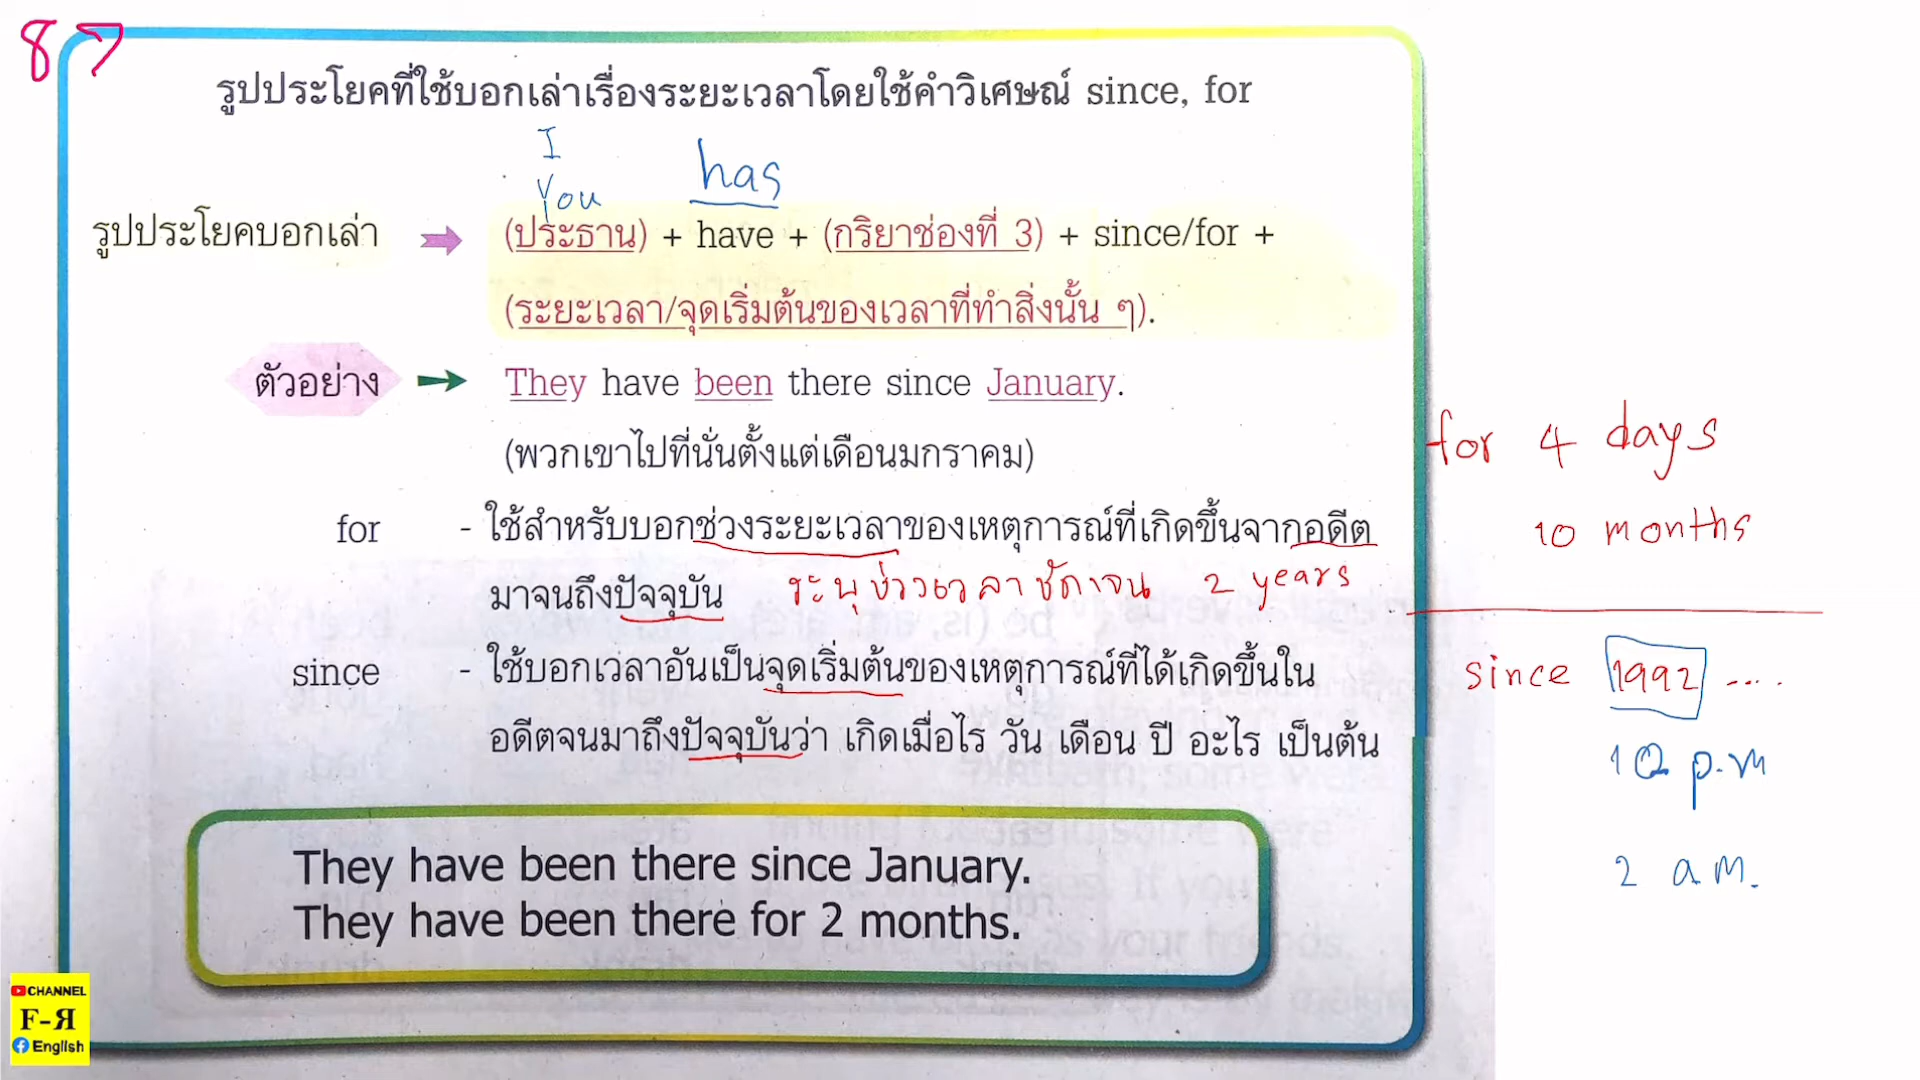 87
รูปประโยคที่ใช้บอกเล่าเรื่องระยะเวลาโดยใช้คำวิเศษณ์ since, for
I
You
has
รูปประโยคบอกเล่า (ประธาน) + have + (กริยาช่องที่ 3) + since/for +
(ระยะเวลา/จุดเริ่มต้นของเวลาที่ทำสิ่งนั้น ๆ).
ตัวอย่าง They have been there since January.
(พวกเขาไปที่นั่นตั้งแต่เดือนมกราคม)
for - ใช้สำหรับบอกช่วงระยะเวลาของเหตุการณ์ที่เกิดขึ้นจากอดีต
มาจนถึงปัจจุบัน ระบุช่วงเวลาชัดเจน 2 years
since - ใช้บอกเวลาอันเป็นจุดเริ่มต้นของเหตุการณ์ที่ได้เกิดขึ้นใน
อดีตจนมาถึงปัจจุบันว่า เกิดเมื่อไร วัน เดือน ปี อะไร เป็นต้น
They have been there since January.
They have been there for 2 months.
for 4 days
10 months
since 1992 ....
10 p.m
2 a.m.
CHANNEL
F-Я
English